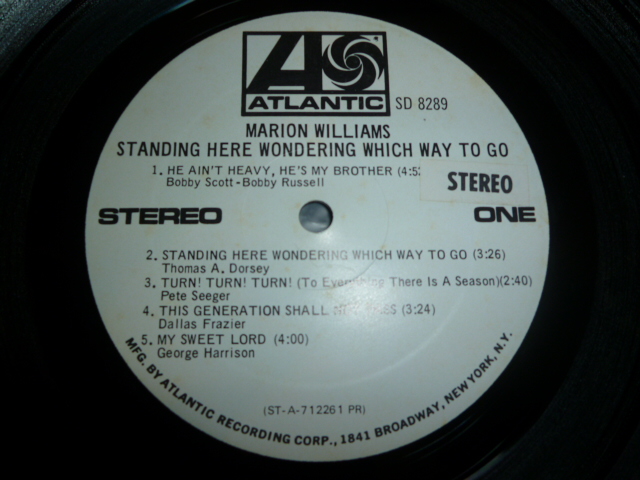 ATLANTIC SD 8289
MARION WILLIAMS
STANDING HERE WONDERING WHICH WAY TO GO
1. HE AIN'T HEAVY, HE'S MY BROTHER (4:5
Bobby Scott-Bobby Russell
STEREO
STEREO ONE
2. STANDING HERE WONDERING WHICH WAY TO GO (3:26)
Thomas A. Dorsey
3. TURN! TURN! TURN! (To Everything There Is A Season)(2:40)
Pete Seeger
4. THIS GENERATION SHALL (3:24)
Dallas Frazier
5. MY SWEET LORD (4:00)
George Harrison
(ST-A-712261 PR)
MFG. BY ATLANTIC RECORDING CORP., 1841 BROADWAY, NEW YORK, N.Y.